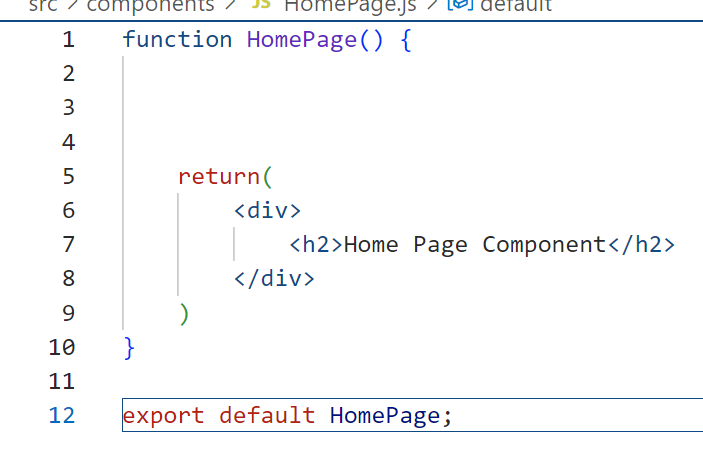 src > components > JS HomePage.js > default
1 function HomePage() {
2
3
4
5     return(
6         <div>
7             <h2>Home Page Component</h2>
8         </div>
9     )
10 }
11
12 export default HomePage;